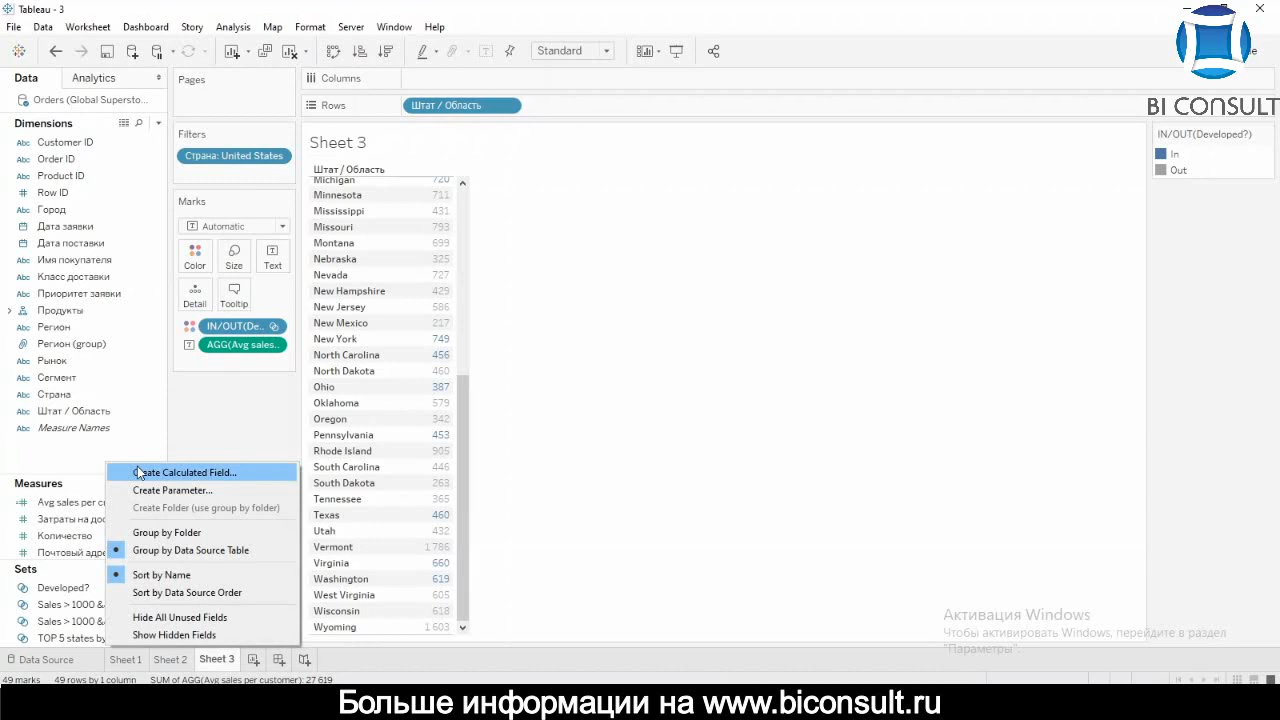 Tableau - 3
File Data Worksheet Dashboard Story Analysis Map Format Server Window Help
Standard
BI CONSULT
Data
Analytics
Orders (Global Supersto...
Dimensions
Customer ID
Order ID
Product ID
Row ID
Город
Дата заявки
Дата поставки
Имя покупателя
Класс доставки
Приоритет заявки
Продукты
Регион
Регион (group)
Рынок
Сегмент
Страна
Штат / Область
Measure Names
Measures
Avg sales per c
Затраты на дос
Количество
Почтовый адре
Sets
Developed?
Sales > 1000 &
Sales > 1000 &
TOP 5 states by
Pages
Filters
Страна: United States
Marks
Automatic
Color
Size
Text
Detail
Tooltip
IN/OUT(De..
AGG(Avg sales..
Create Calculated Field...
Create Parameter...
Create Folder (use group by folder)
Group by Folder
Group by Data Source Table
Sort by Name
Sort by Data Source Order
Hide All Unused Fields
Show Hidden Fields
Columns
Rows
Штат / Область
Sheet 3
Штат / Область
Michigan 720
Minnesota 711
Mississippi 431
Missouri 793
Montana 699
Nebraska 325
Nevada 727
New Hampshire 429
New Jersey 586
New Mexico 217
New York 749
North Carolina 456
North Dakota 460
Ohio 387
Oklahoma 579
Oregon 342
Pennsylvania 453
Rhode Island 905
South Carolina 446
South Dakota 263
Tennessee 365
Texas 460
Utah 432
Vermont 1 786
Virginia 660
Washington 619
West Virginia 605
Wisconsin 618
Wyoming 1 603
IN/OUT(Developed?)
In
Out
Активация Windows
Чтобы активировать Windows, перейдите в раздел
"Параметры".
Data Source
Sheet 1
Sheet 2
Sheet 3
49 marks 49 rows by 1 column SUM of AGG(Avg sales per customer): 27 619
Больше информации на www.biconsult.ru